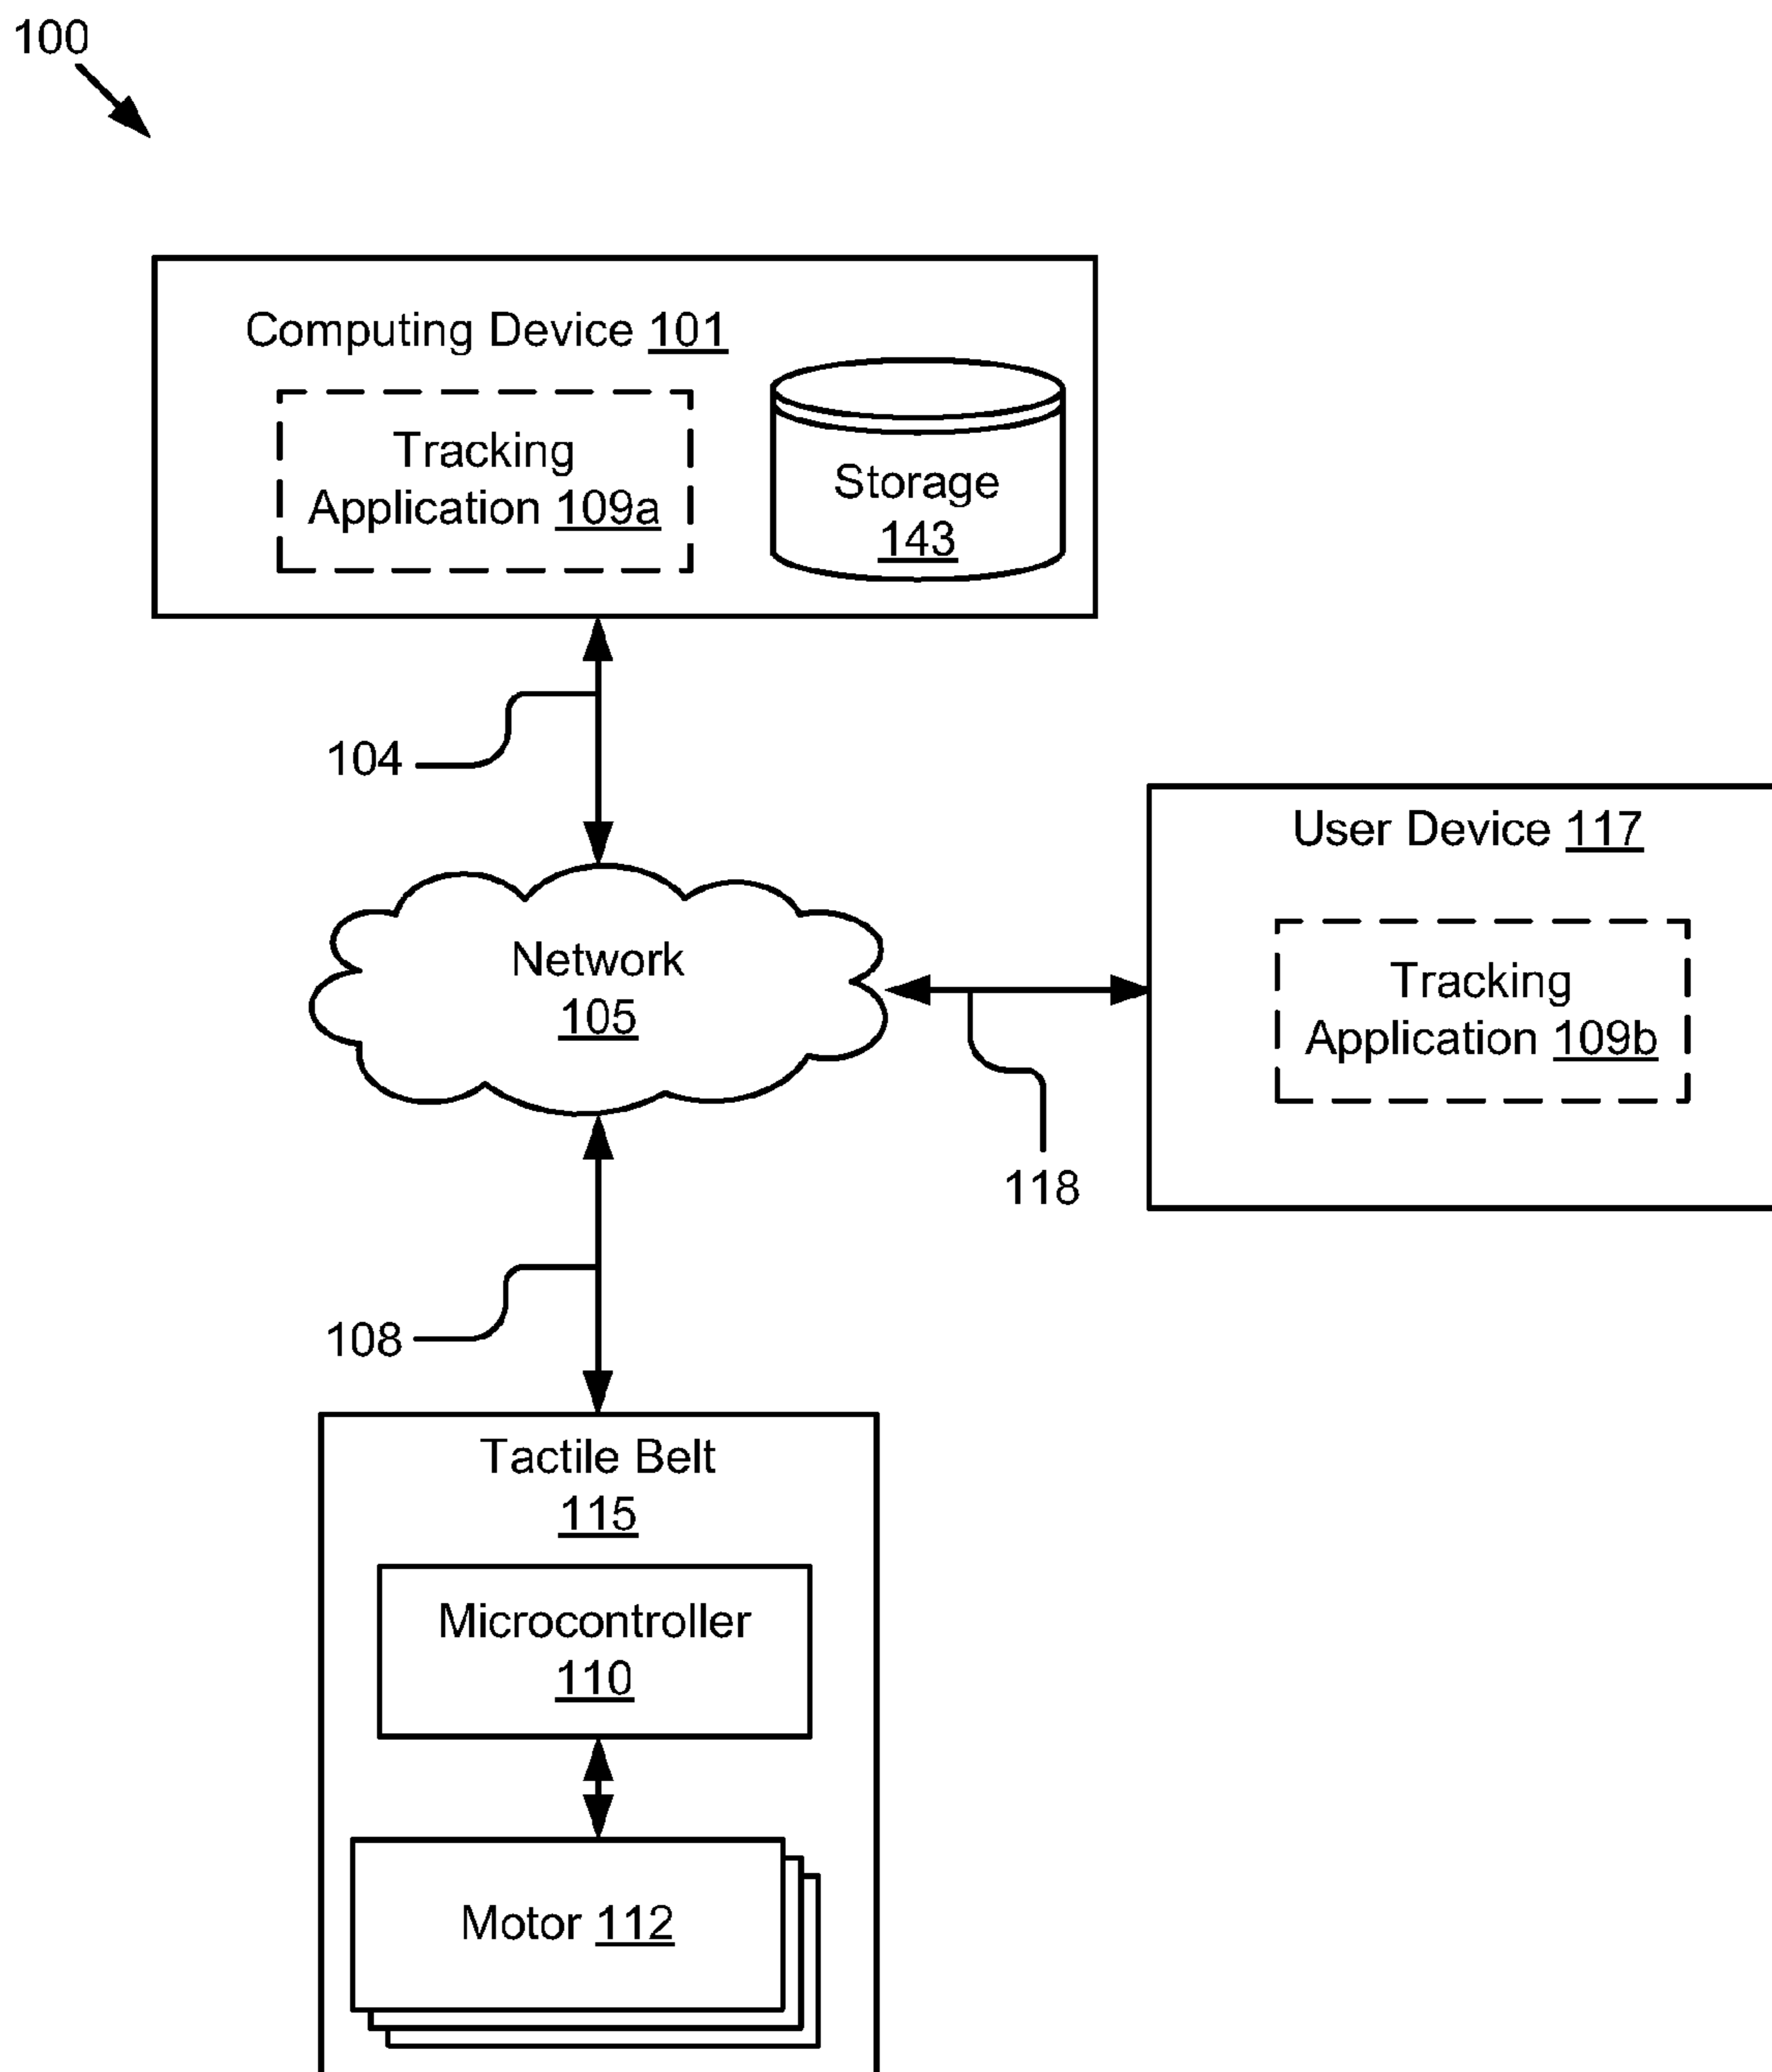 100
Computing Device 101
Tracking
Application 109a
Storage
143
104
User Device 117
Network
105
Tracking
Application 109b
118
108
Tactile Belt
115
Microcontroller
110
Motor 112